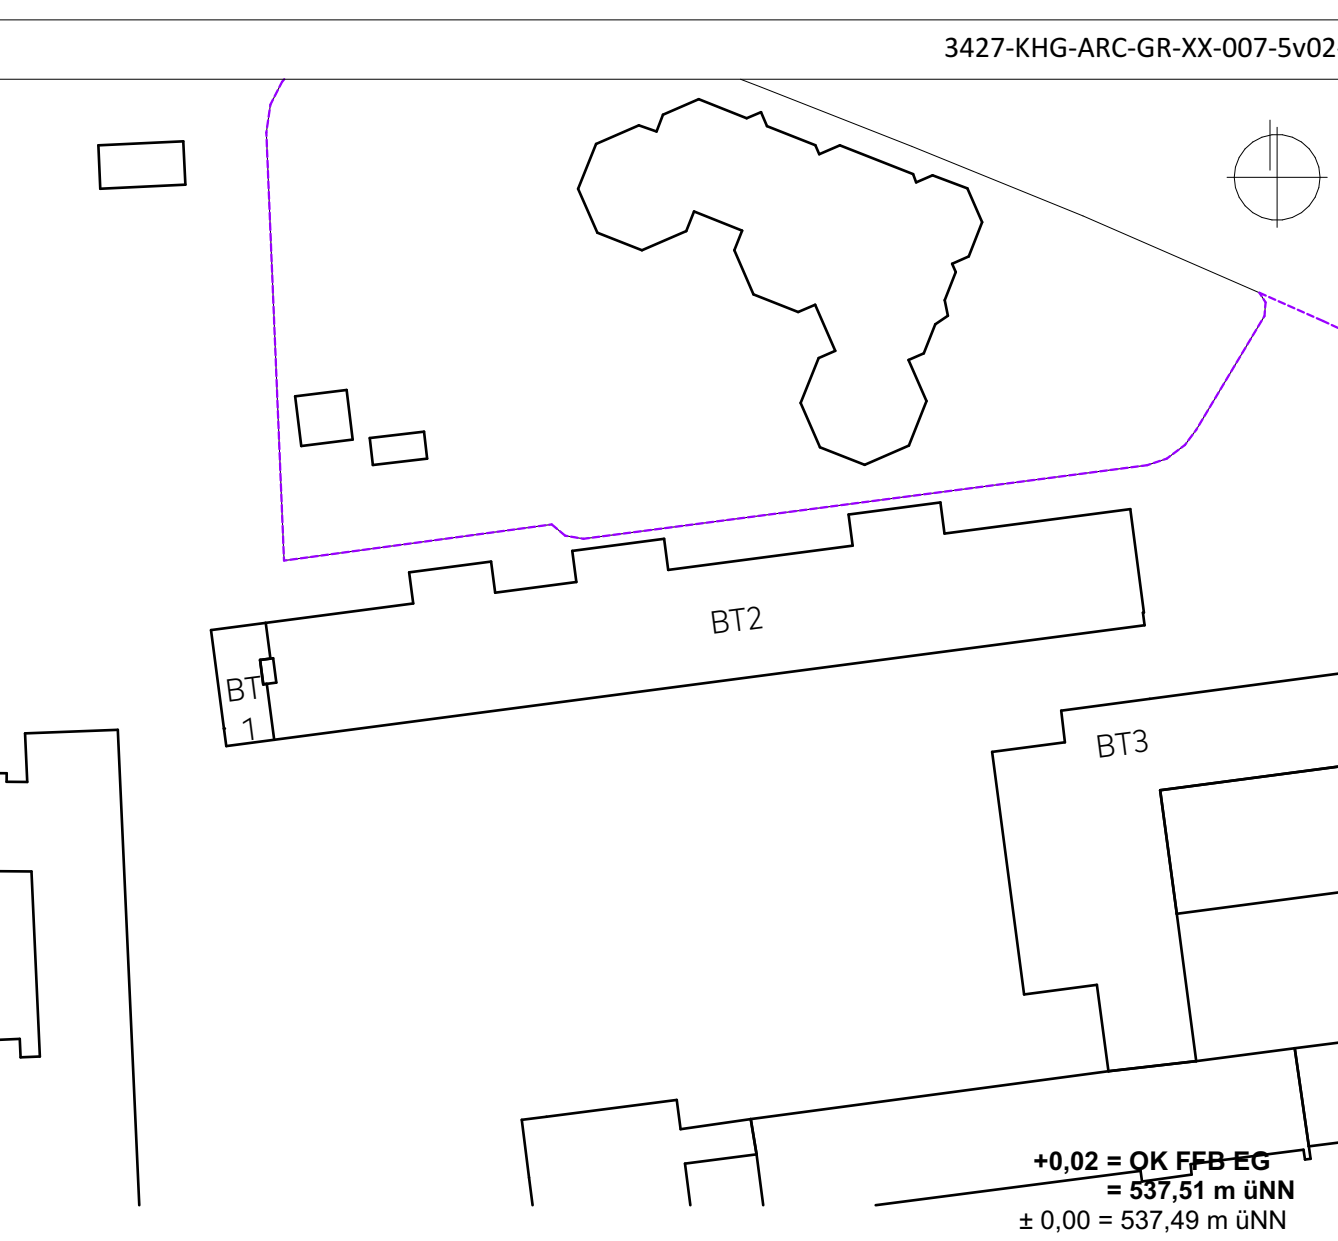 3427-KHG-ARC-GR-XX-007-5v02-
BT2
BT
1
BT3
+0,02 = OK FFB EG
= 537,51 m üNN
± 0,00 = 537,49 m üNN